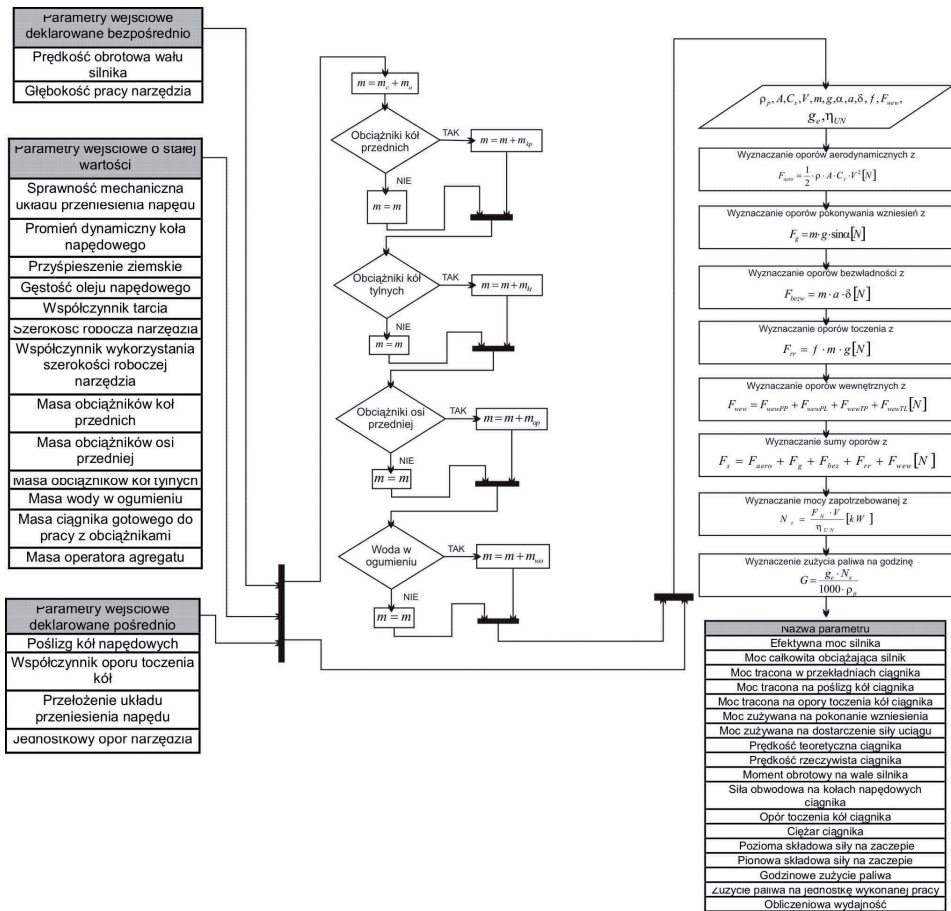 Parametry wejściowe
deklarowane bezpośrednio
Prędkość obrotowa wału
silnika
Głębokość pracy narzędzia
Parametry wejściowe o stałej
wartości
Sprawność mechaniczna
układu przeniesienia napędu
Promień dynamiczny koła
napędowego
Przyśpieszenie ziemskie
Gęstość oleju napędowego
Współczynnik tarcia
Szerokość robocza narzędzia
Współczynnik wykorzystania
szerokości roboczej
narzędzia
Masa obciążników kół
przednich
Masa obciążników osi
przedniej
Masa obciążników kół tylnych
Masa wody w ogumieniu
Masa ciągnika gotowego do
pracy z obciążnikami
Masa operatora agregatu
Parametry wejściowe
deklarowane pośrednio
Poślizg kół napędowych
Współczynnik oporu toczenia
kół
Przełożenie układu
przeniesienia napędu
Jednostkowy opór narzędzia
m = m_c + m_o
Obciążniki kół
przednich
TAK
m = m + m_kp
NIE
m = m
Obciążniki kół
tylnych
TAK
m = m + m_kt
NIE
m = m
Obciążniki osi
przedniej
TAK
m = m + m_op
NIE
m = m
Woda w
ogumieniu
TAK
m = m + m_wo
NIE
m = m
ρ_p, A, C_x, V, m, g, α, a, δ, f, F_wew,
g_e, η_UN
Wyznaczanie oporów aerodynamicznych z
F_aero = 1/2 · ρ · A · C_x · V² [N]
Wyznaczanie oporów pokonywania wzniesień z
F_g = m · g · sinα [N]
Wyznaczanie oporów bezwładności z
F_bezw = m · a · δ [N]
Wyznaczanie oporów toczenia z
F_rr = f · m · g [N]
Wyznaczanie oporów wewnętrznych z
F_wew = F_wewPP + F_wewPL + F_wewTP + F_wewTL [N]
Wyznaczanie sumy oporów z
F_s = F_aero + F_g + F_bez + F_rr + F_wew [N]
Wyznaczanie mocy zapotrzebowanej z
N_s = F_N · V / η_UN [kW]
Wyznaczenie zużycia paliwa na godzinę
G = g_e · N_s / 1000 · ρ_p
Nazwa parametru
Efektywna moc silnika
Moc całkowita obciążająca silnik
Moc tracona w przekładniach ciągnika
Moc tracona na poślizg kół ciągnika
Moc tracona na opory toczenia kół ciągnika
Moc zużywana na pokonanie wzniesienia
Moc zużywana na dostarczenie siły uciągu
Prędkość teoretyczna ciągnika
Prędkość rzeczywista ciągnika
Moment obrotowy na wale silnika
Siła obwodowa na kołach napędowych
ciągnika
Opór toczenia kół ciągnika
Ciężar ciągnika
Pozioma składowa siły na zaczepie
Pionowa składowa siły na zaczepie
Godzinowe zużycie paliwa
Zużycie paliwa na jednostkę wykonanej pracy
Obliczeniowa wydajność